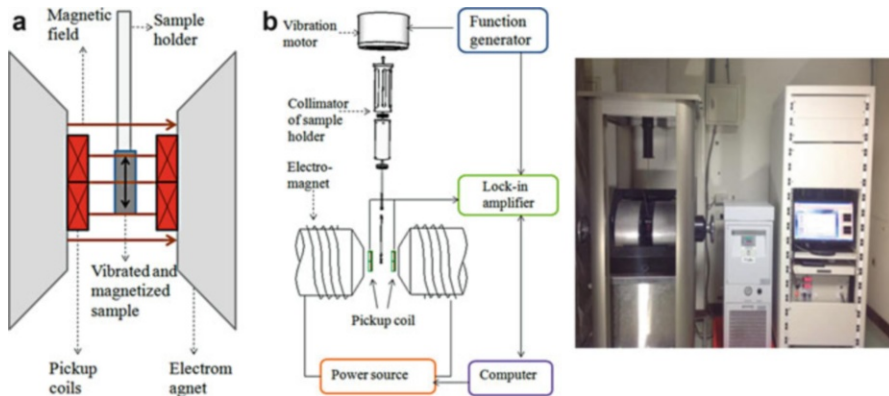 a
Magnetic
field
Sample
holder
Vibrated and
magnetized
sample
Pickup
coils
Electrom
agnet
b
Vibration
motor
Function
generator
Collimator
of sample
holder
Electro-
magnet
Lock-in
amplifier
Pickup coil
Power source
Computer